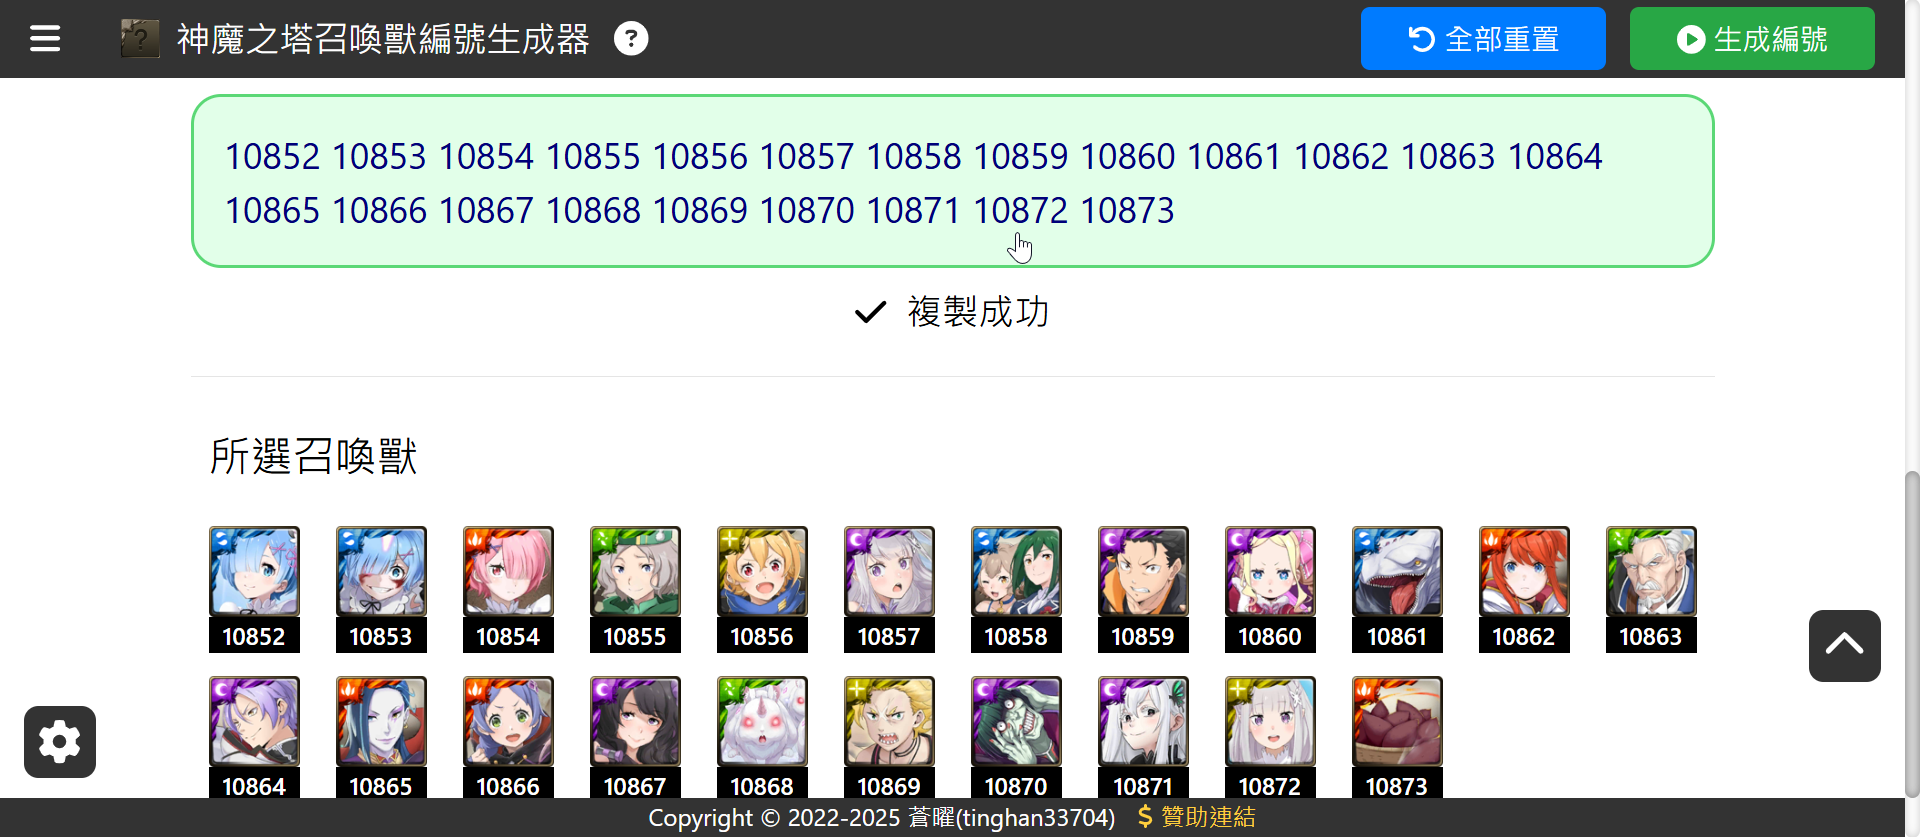 神魔之塔召喚獸編號生成器 ?
全部重置
生成編號
10852 10853 10854 10855 10856 10857 10858 10859 10860 10861 10862 10863 10864
10865 10866 10867 10868 10869 10870 10871 10872 10873
複製成功
所選召喚獸
10852 10853 10854 10855 10856 10857 10858 10859 10860 10861 10862 10863
10864 10865 10866 10867 10868 10869 10870 10871 10872 10873
Copyright © 2022-2025 蒼曜(tinghan33704) $ 贊助連結